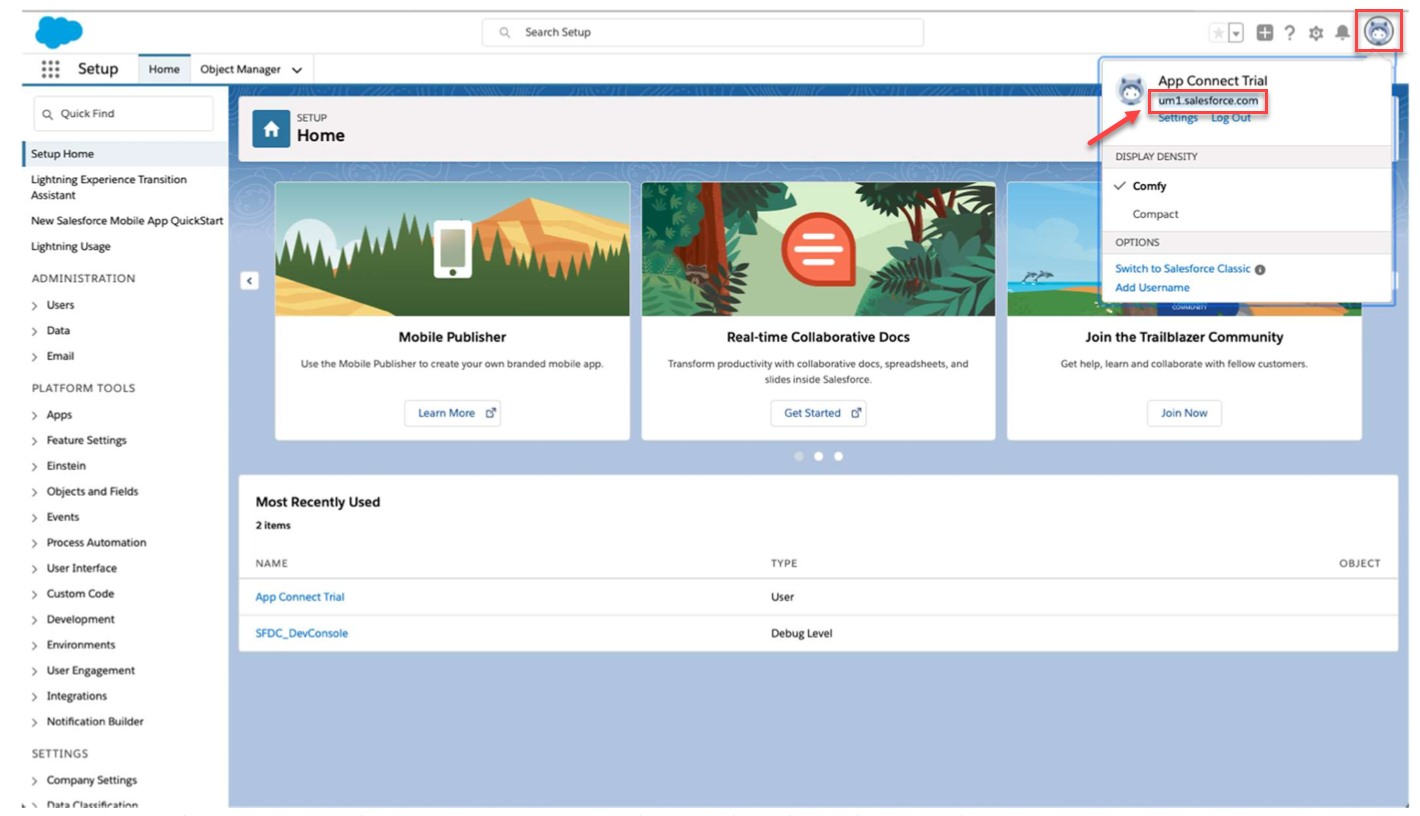 Search Setup
Setup
Home
Object Manager
App Connect Trial
um1.salesforce.com
Settings Log Out
DISPLAY DENSITY
Comfy
Compact
OPTIONS
Switch to Salesforce Classic
Add Username
Quick Find
Setup Home
Lightning Experience Transition
Assistant
New Salesforce Mobile App QuickStart
Lightning Usage
ADMINISTRATION
Users
Data
Email
PLATFORM TOOLS
Apps
Feature Settings
Einstein
Objects and Fields
Events
Process Automation
User Interface
Custom Code
Development
Environments
User Engagement
Integrations
Notification Builder
SETTINGS
Company Settings
Data Classification
SETUP
Home
Mobile Publisher
Use the Mobile Publisher to create your own branded mobile app.
Learn More
Real-time Collaborative Docs
Transform productivity with collaborative docs, spreadsheets, and
slides inside Salesforce.
Get Started
COMMUNITY
Join the Trailblazer Community
Get help, learn and collaborate with fellow customers.
Join Now
Most Recently Used
2 items
NAME TYPE OBJECT
App Connect Trial User
SFDC_DevConsole Debug Level